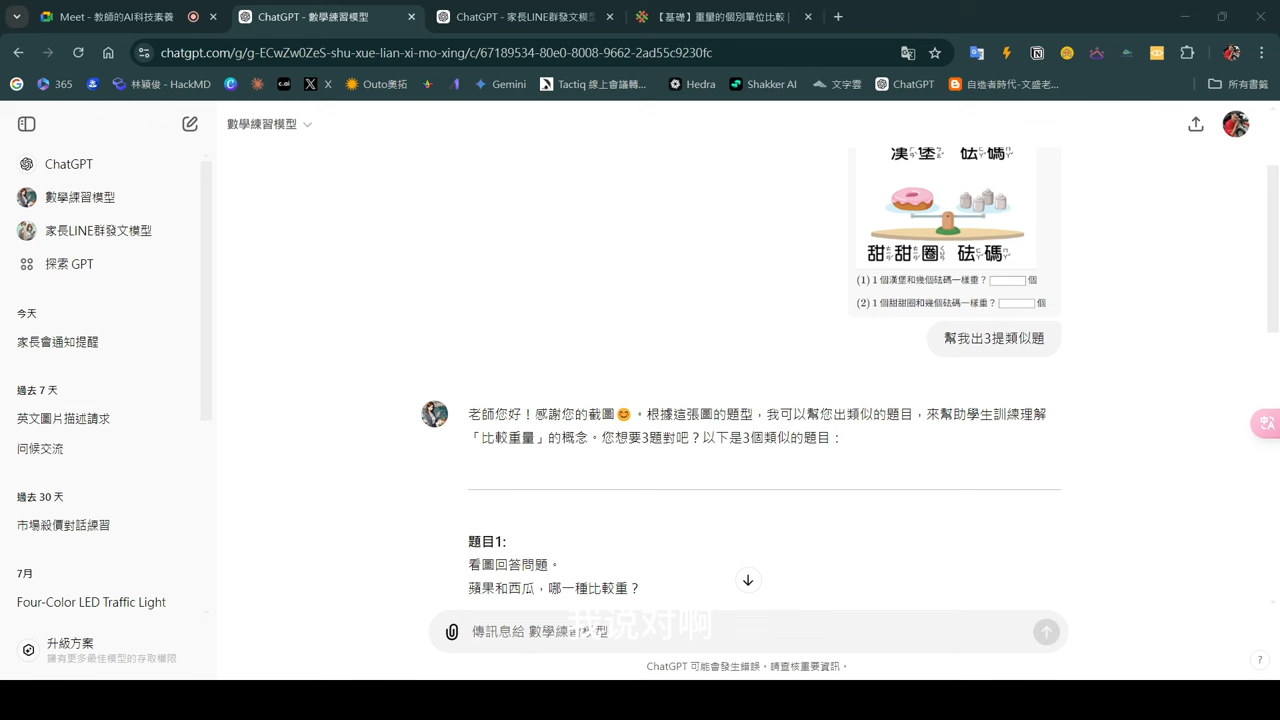 Meet - 教師的AI科技素養
ChatGPT - 數學練習模型
ChatGPT - 家長LINE群發文模
【基礎】重量的個別單位比較 |
chatgpt.com/g/g-ECwZw0ZeS-shu-xue-lian-xi-mo-xing/c/67189534-80e0-8008-9662-2ad55c9230fc
365
林穎俊 - HackMD
c.ai
X
Outo奧拓
Gemini
Tactiq 線上會議轉...
Hedra
Shakker AI
文字雲
ChatGPT
自造者時代-文盛老...
所有書籤
數學練習模型
ChatGPT
數學練習模型
家長LINE群發文模型
探索 GPT
今天
家長會通知提醒
過去 7 天
英文圖片描述請求
问候交流
過去 30 天
市場殺價對話練習
7月
Four-Color LED Traffic Light
升級方案
擁有更多最佳模型的存取權限
漢堡 砝碼
甜甜圈 砝碼
(1) 1 個漢堡和幾個砝碼一樣重? 個
(2) 1 個甜甜圈和幾個砝碼一樣重? 個
幫我出3提類似題
老師您好!感謝您的截圖😊。根據這張圖的題型,我可以幫您出類似的題目,來幫助學生訓練理解
「比較重量」的概念。您想要3題對吧?以下是3個類似的題目:
題目1:
看圖回答問題。
蘋果和西瓜,哪一種比較重?
傳訊息給 數學練習模型
我说对啊
ChatGPT 可能會發生錯誤。請查核重要資訊。
?